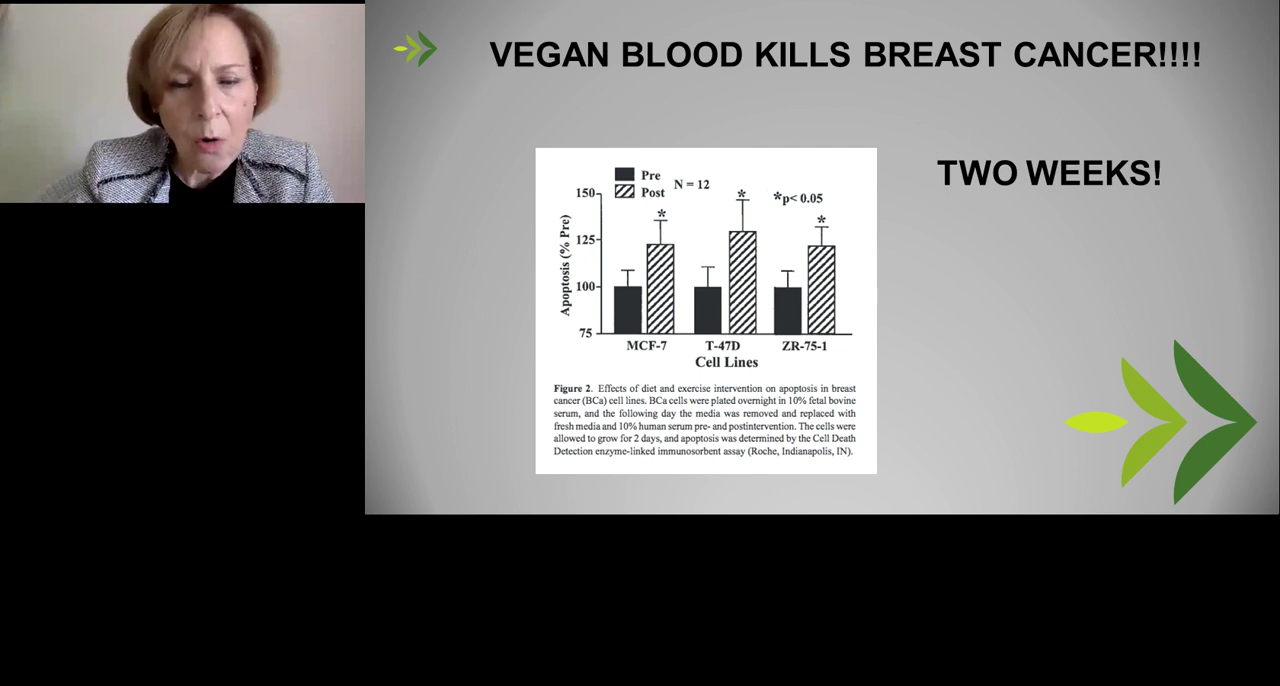 VEGAN BLOOD KILLS BREAST CANCER!!!!
TWO WEEKS!
Pre
Post
N = 12
*p< 0.05
150
125
100
75
Apoptosis (% Pre)
*
*
*
MCF-7
T-47D
ZR-75-1
Cell Lines
Figure 2. Effects of diet and exercise intervention on apoptosis in breast
cancer (BCa) cell lines. BCa cells were plated overnight in 10% fetal bovine
serum, and the following day the media was removed and replaced with
fresh media and 10% human serum pre- and postintervention. The cells were
allowed to grow for 2 days, and apoptosis was determined by the Cell Death
Detection enzyme-linked immunosorbent assay (Roche, Indianapolis, IN).